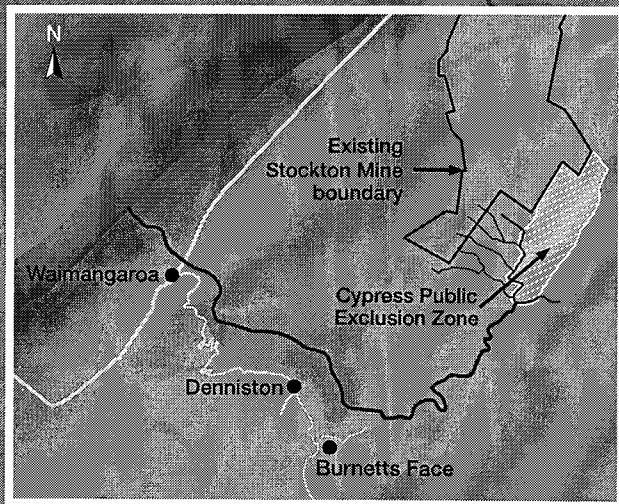 N
Existing
Stockton Mine
boundary
Waimangaroa
Cypress Public
Exclusion Zone
Denniston
Burnetts Face